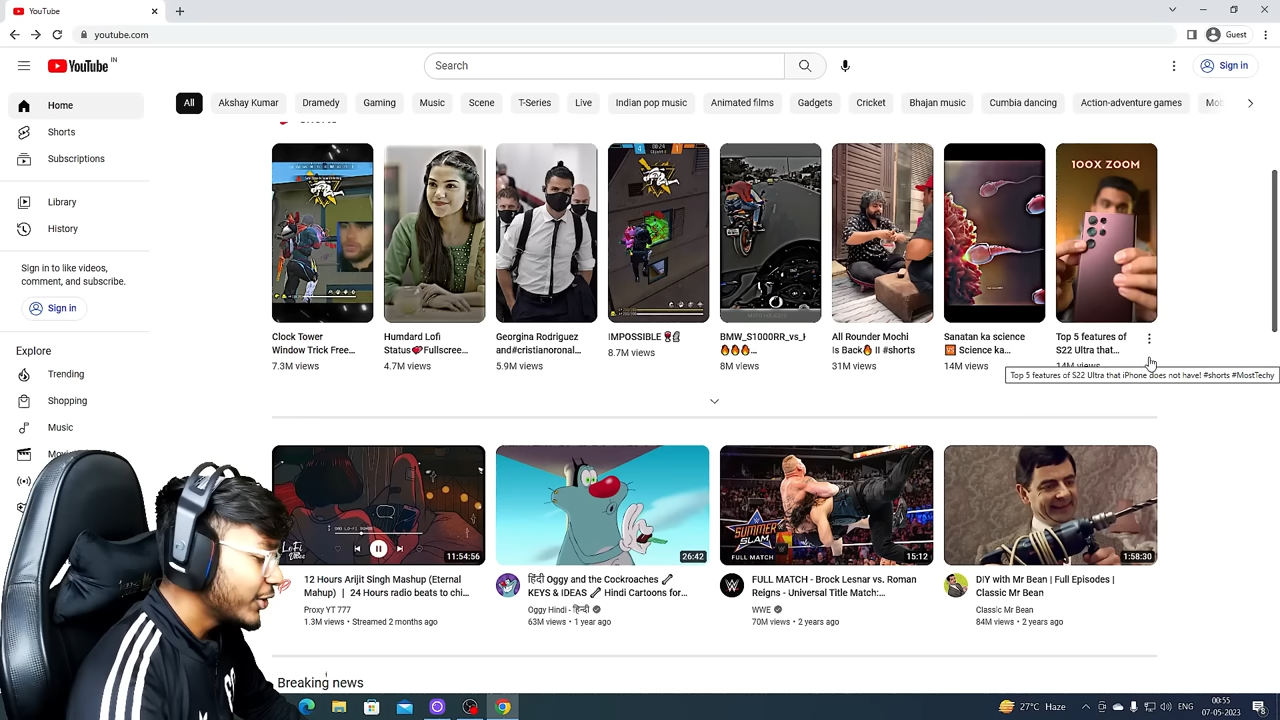 YouTube
youtube.com
Guest
YouTube IN
Search
Sign in
Home
Shorts
Subscriptions
Library
History
Sign in to like videos,
comment, and subscribe.
Sign in
Explore
Trending
Shopping
Music
All
Akshay Kumar
Dramedy
Gaming
Music
Scene
T-Series
Live
Indian pop music
Animated films
Gadgets
Cricket
Bhajan music
Cumbia dancing
Action-adventure games
100X ZOOM
Clock Tower
Window Trick Free...
7.3M views
Humdard Lofi
Status❤️Fullscree...
4.7M views
Georgina Rodriguez
and#cristianoronal...
5.9M views
IMPOSSIBLE
8.7M views
BMW_S1000RR_vs_
🔥🔥🔥...
8M views
All Rounder Mochi
Is Back🔥 II #shorts
31M views
Sanatan ka science
🆚 Science ka...
14M views
Top 5 features of
S22 Ultra that...
14M views
Top 5 features of S22 Ultra that iPhone does not have! #shorts #MostTechy
11:54:56
12 Hours Arijit Singh Mashup (Eternal
Mahup) | 24 Hours radio beats to chi...
Proxy YT 777
1.3M views • Streamed 2 months ago
26:42
हिंदी Oggy and the Cockroaches 🔑
KEYS & IDEAS 🔑 Hindi Cartoons for...
Oggy Hindi - हिन्दी
63M views • 1 year ago
SUMMER
SLAM
FULL MATCH
15:12
FULL MATCH - Brock Lesnar vs. Roman
Reigns - Universal Title Match:...
WWE
70M views • 2 years ago
1:58:30
DIY with Mr Bean | Full Episodes |
Classic Mr Bean
Classic Mr Bean
84M views • 2 years ago
Breaking news
27°C Haze
ENG
00:55
07-05-2023